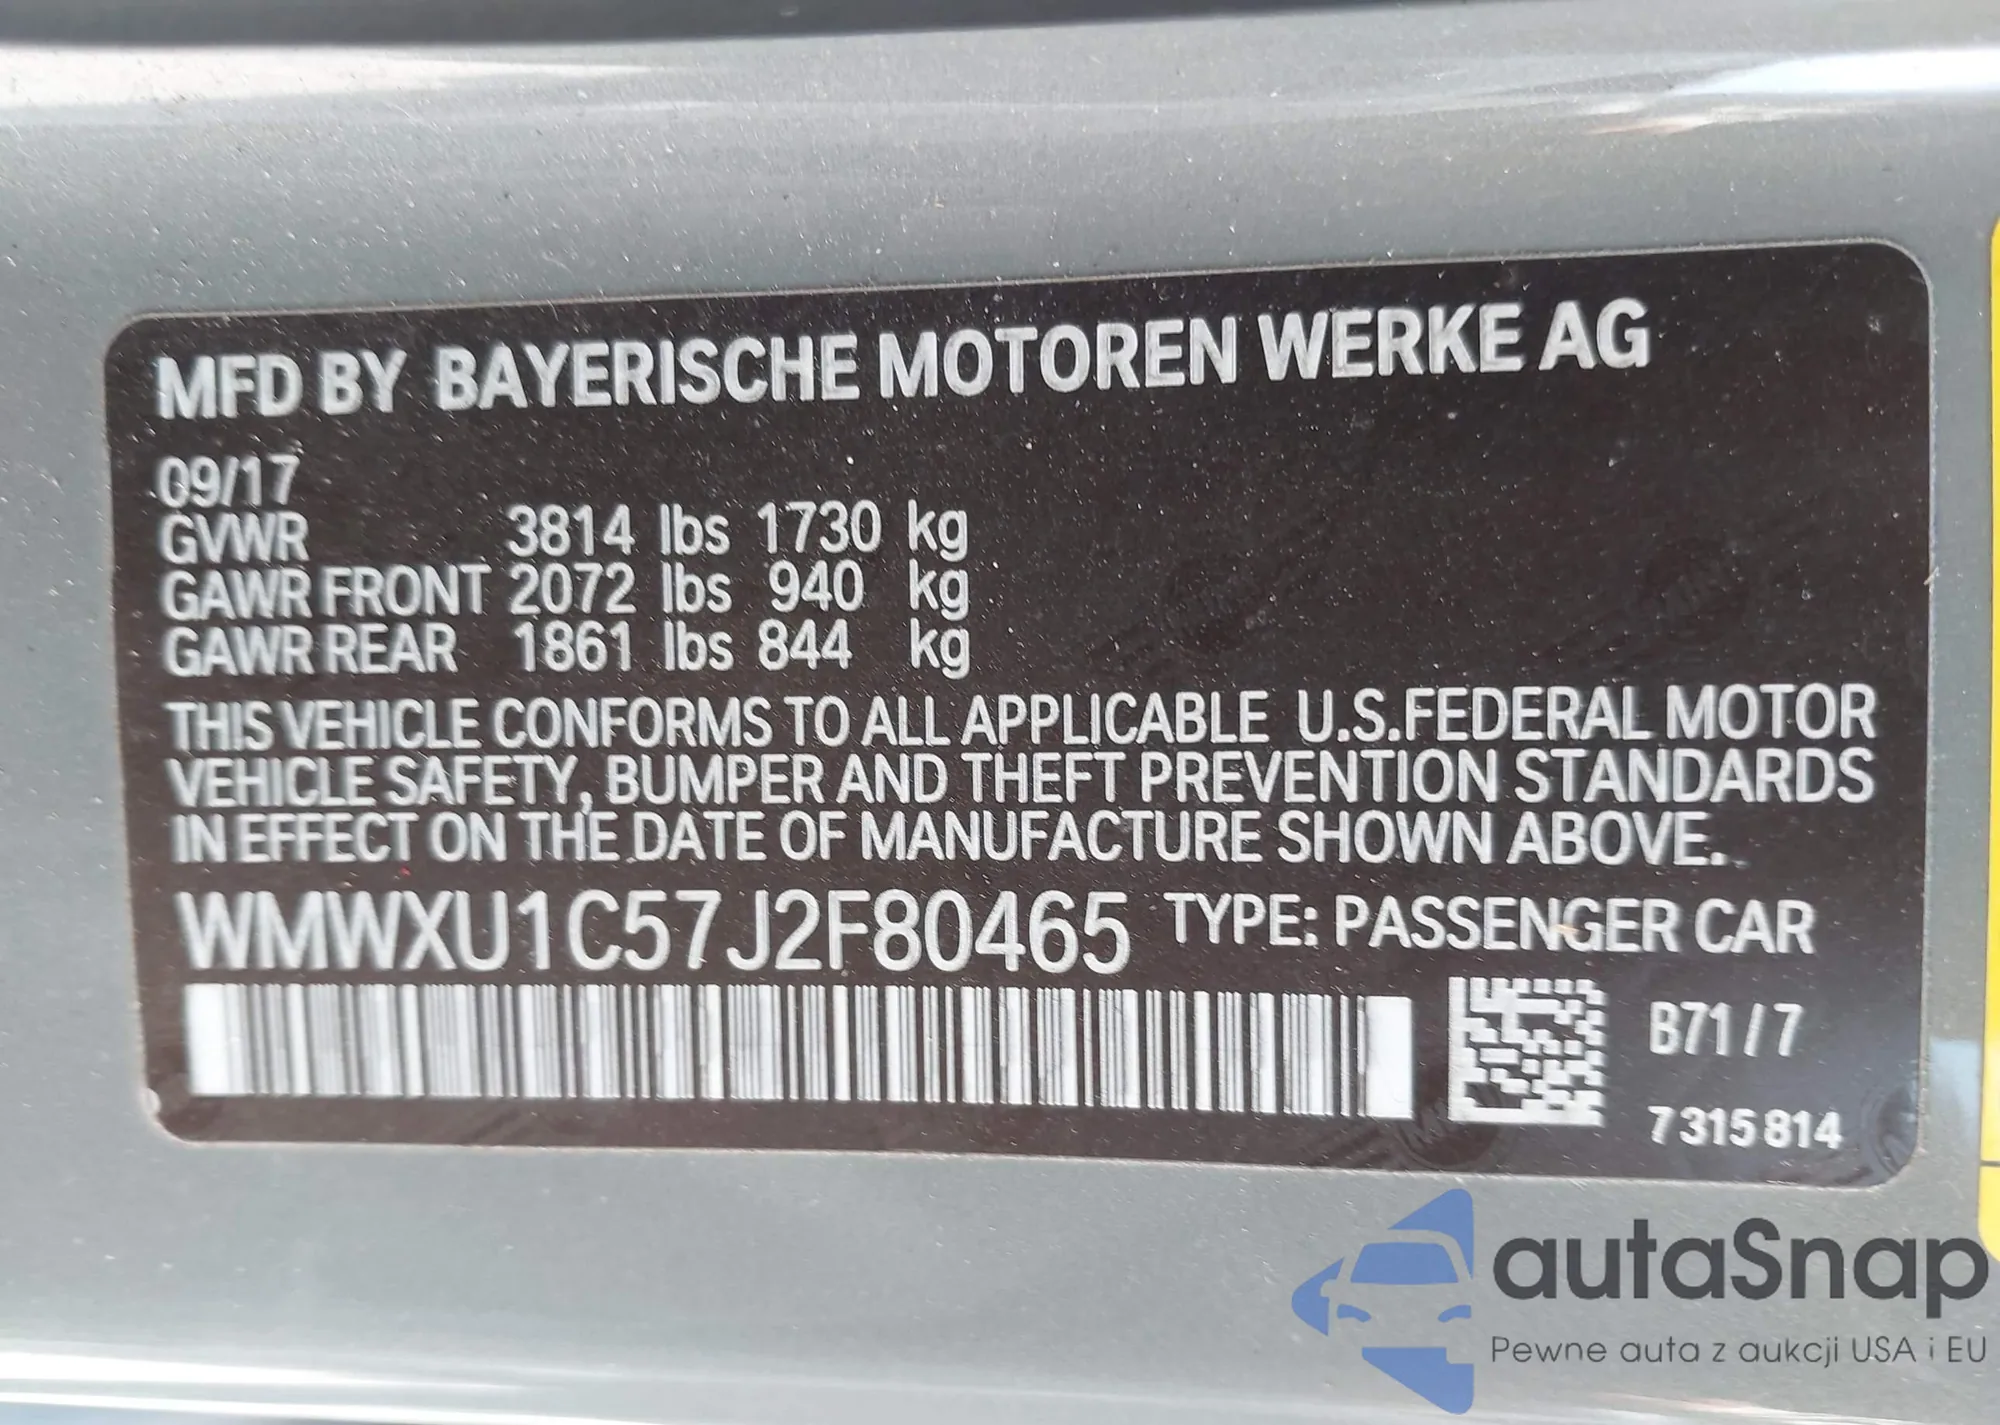 MFD BY BAYERISCHE MOTOREN WERKE AG
09/17
GVWR 3814 lbs 1730 kg
GAWR FRONT 2072 lbs 940 kg
GAWR REAR 1861 lbs 844 kg
THIS VEHICLE CONFORMS TO ALL APPLICABLE U.S.FEDERAL MOTOR
VEHICLE SAFETY, BUMPER AND THEFT PREVENTION STANDARDS
IN EFFECT ON THE DATE OF MANUFACTURE SHOWN ABOVE.
WMWXU1C57J2F80465 TYPE: PASSENGER CAR
B71/7
7 315 814
autaSnap
Pewne auta z aukcji USA i EU